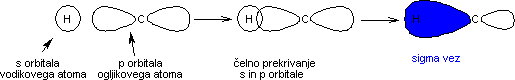 H C H C H C
s orbitala
vodikovega atoma
p orbitala
ogljikovega atoma
čelno prekrivanje
s in p orbitale
sigma vez